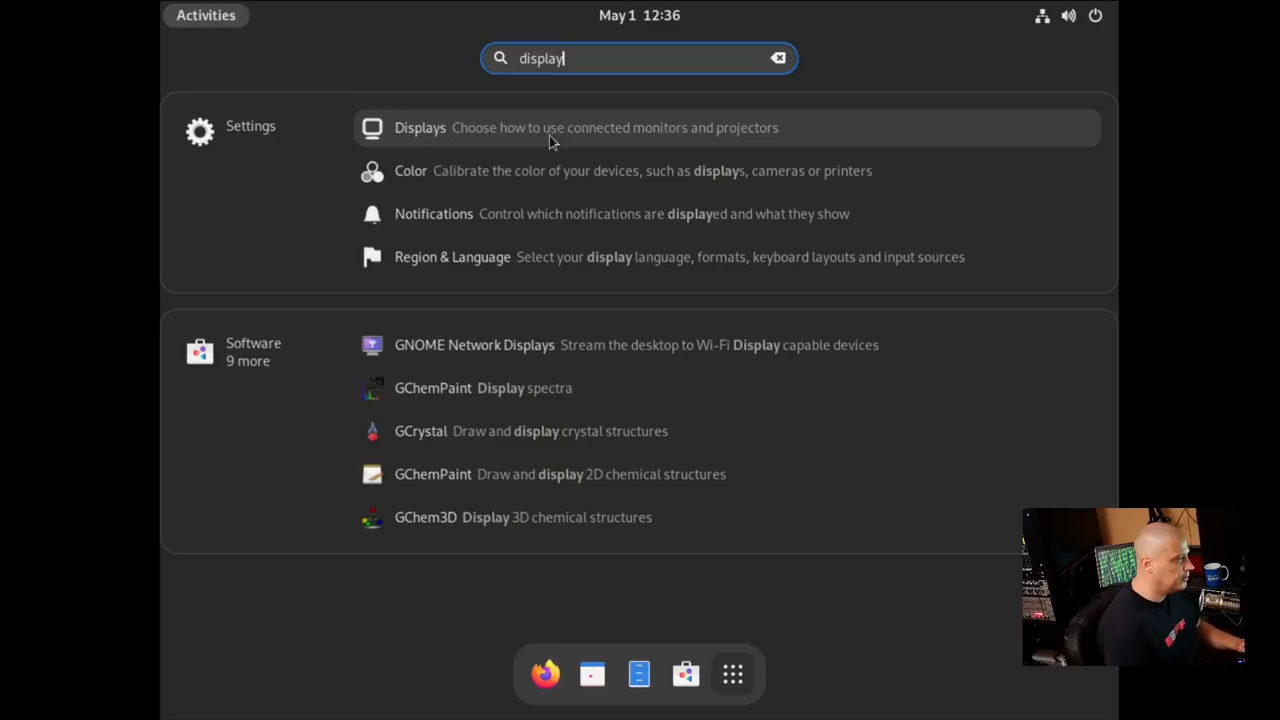 Activities
May 1 12:36
display
Settings
Displays Choose how to use connected monitors and projectors
Color Calibrate the color of your devices, such as displays, cameras or printers
Notifications Control which notifications are displayed and what they show
Region & Language Select your display language, formats, keyboard layouts and input sources
Software
9 more
GNOME Network Displays Stream the desktop to Wi-Fi Display capable devices
GChemPaint Display spectra
GCrystal Draw and display crystal structures
GChemPaint Draw and display 2D chemical structures
GChem3D Display 3D chemical structures